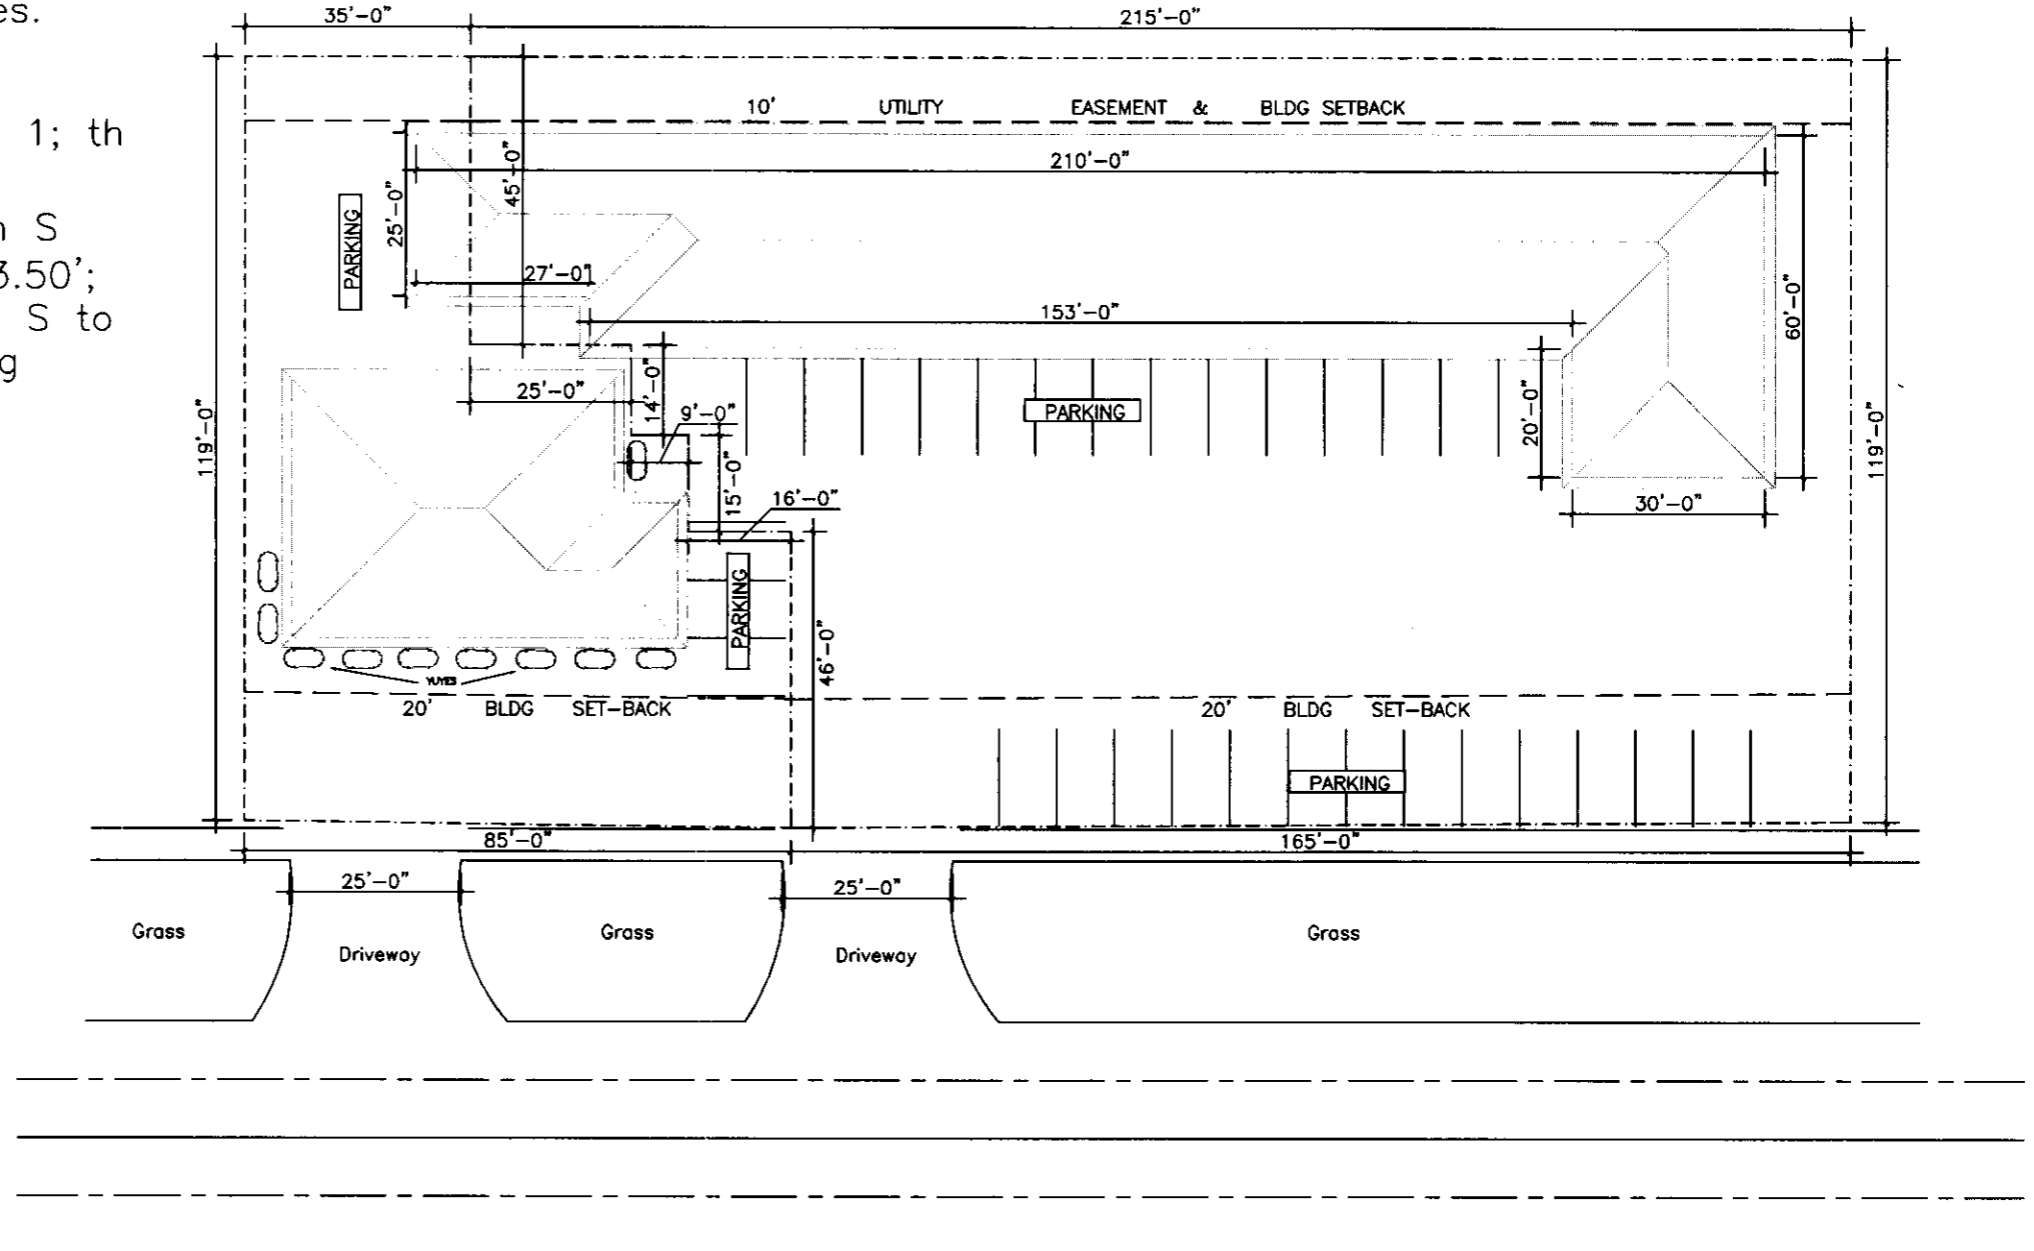 es.
1; th
n S
3.50';
S to
g
35'-0"
215'-0"
10' UTILITY EASEMENT & BLDG SETBACK
45'-0"
210'-0"
25'-0"
PARKING
27'-0"
153'-0"
60'-0"
14'-0"
25'-0"
9'-0"
PARKING
20'-0"
119'-0"
119'-0"
15'-0"
16'-0"
30'-0"
PARKING
46'-0"
YUYES
20' BLDG SET-BACK
20' BLDG SET-BACK
PARKING
85'-0"
165'-0"
25'-0"
25'-0"
Grass
Grass
Grass
Driveway
Driveway